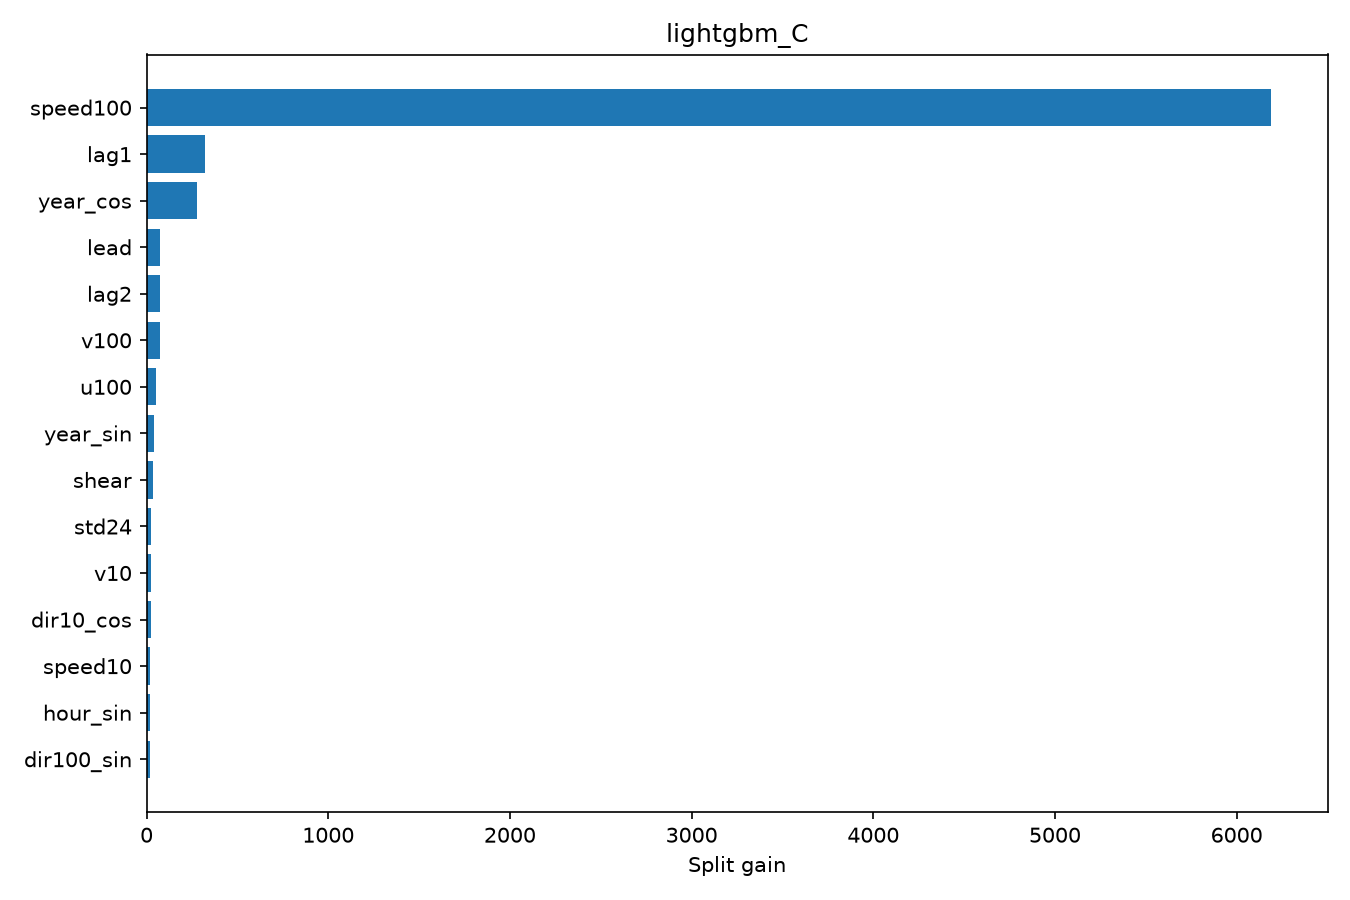 lightgbm_C
speed100
lag1
year_cos
lead
lag2
v100
u100
year_sin
shear
std24
v10
dir10_cos
speed10
hour_sin
dir100_sin
0 1000 2000 3000 4000 5000 6000
Split gain